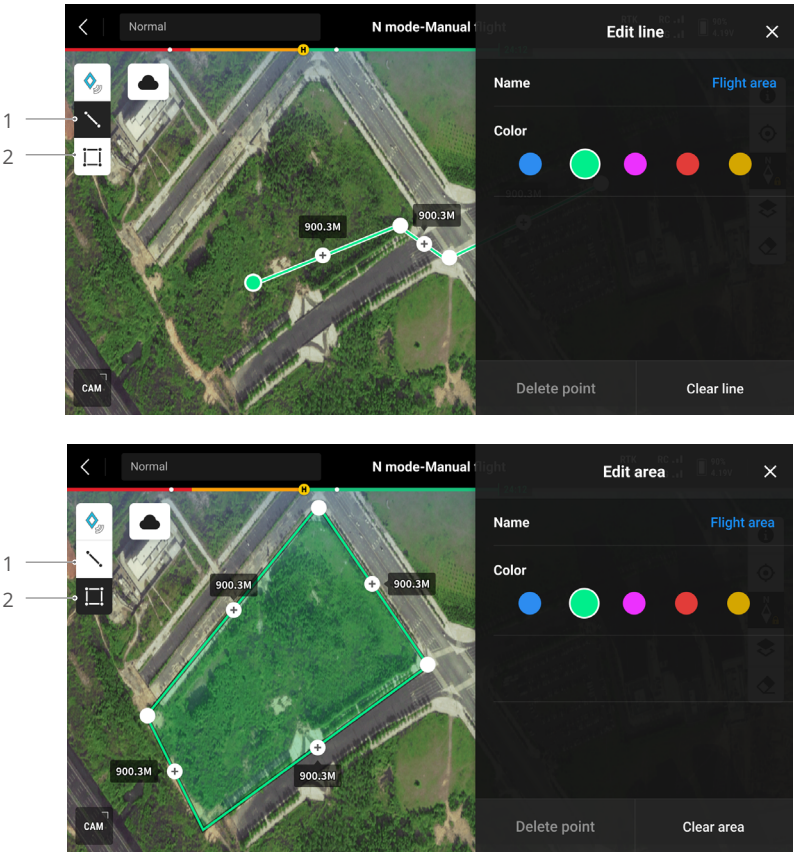 Normal
N mode-Manual flight
Edit line
Name
Flight area
Color
1
2
900.3M
900.3M
CAM
Delete point
Clear line
Normal
N mode-Manual flight
Edit area
Name
Flight area
Color
1
2
900.3M
900.3M
900.3M
900.3M
CAM
Delete point
Clear area